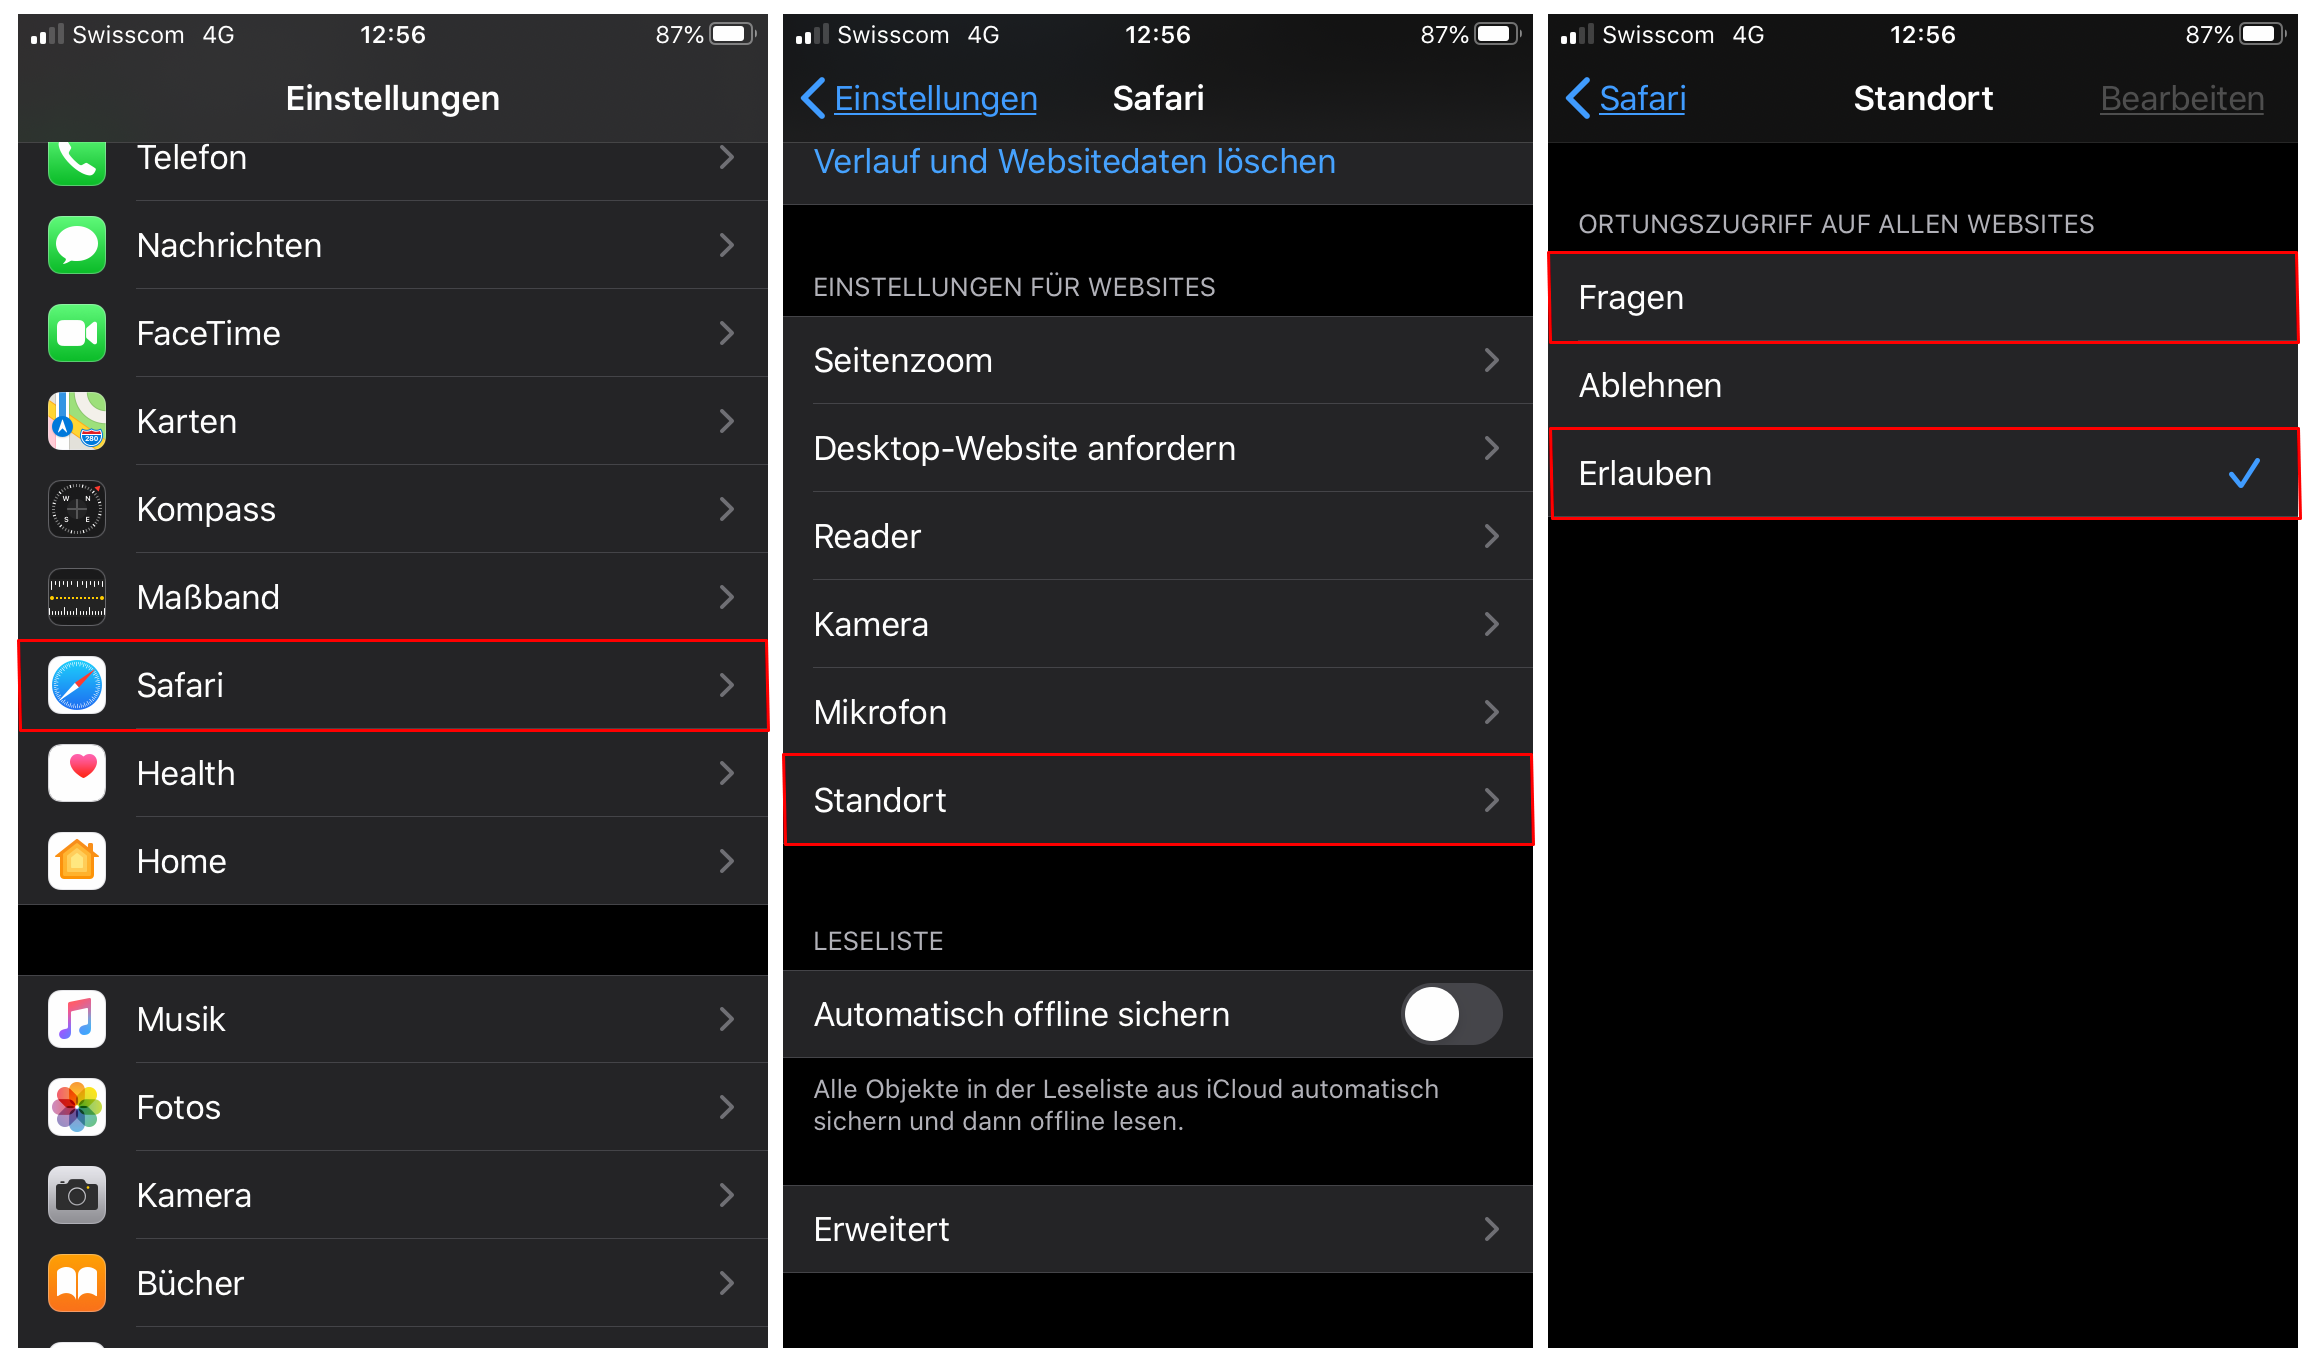 Swisscom 4G 12:56 87%
Einstellungen
Telefon
Nachrichten
FaceTime
Karten
280
Kompass
W N
S E
Maßband
Safari
Health
Home
Musik
Fotos
Kamera
Bücher
Swisscom 4G 12:56 87%
Einstellungen Safari
Verlauf und Websitedaten löschen
EINSTELLUNGEN FÜR WEBSITES
Seitenzoom
Desktop-Website anfordern
Reader
Kamera
Mikrofon
Standort
LESELISTE
Automatisch offline sichern
Alle Objekte in der Leseliste aus iCloud automatisch
sichern und dann offline lesen.
Erweitert
Swisscom 4G 12:56 87%
Safari Standort Bearbeiten
ORTUNGSZUGRIFF AUF ALLEN WEBSITES
Fragen
Ablehnen
Erlauben